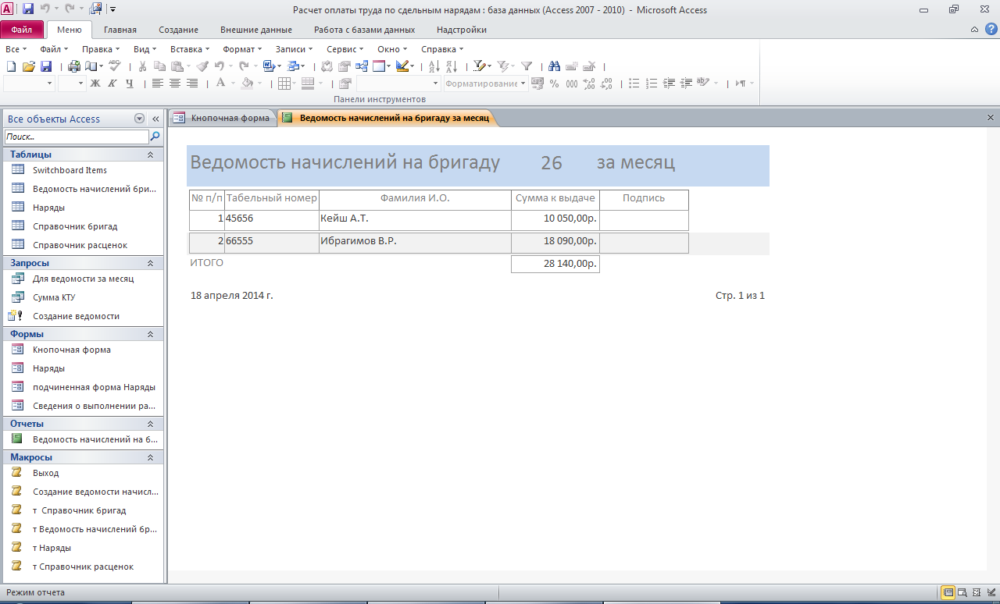 Расчет оплаты труда по сдельным нарядам : база данных (Access 2007 - 2010) - Microsoft Access
Файл Меню Главная Создание Внешние данные Работа с базами данных Надстройки
Все Файл Правка Вид Вставка Формат Записи Сервис Окно Справка
Ж К Ч Форматирование % 000
Панели инструментов
Все объекты Access
Поиск...
Таблицы
Switchboard Items
Ведомость начислений бри...
Наряды
Справочник бригад
Справочник расценок
Запросы
Для ведомости за месяц
Сумма КТУ
Создание ведомости
Формы
Кнопочная форма
Наряды
подчиненная форма Наряды
Сведения о выполнении ра...
Отчеты
Ведомость начислений на б...
Макросы
Выход
Создание ведомости начисл...
т Справочник бригад
т Ведомость начислений бр...
т Наряды
т Справочник расценок
Кнопочная форма Ведомость начислений на бригаду за месяц
Ведомость начислений на бригаду 26 за месяц
№ п/п Табельный номер Фамилия И.О. Сумма к выдаче Подпись
1 45656 Кейш А.Т. 10 050,00р.
2 66555 Ибрагимов В.Р. 18 090,00р.
ИТОГО 28 140,00р.
18 апреля 2014 г. Стр. 1 из 1
Режим отчета